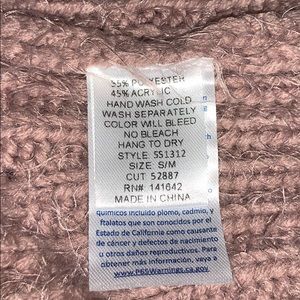 55% POLYESTER
45% ACRYLIC
HAND WASH COLD
WASH SEPARATELY
COLOR WILL BLEED
NO BLEACH
HANG TO DRY
STYLE: 551312
SIZE: S/M
CUT 52887
RN# 141642
MADE IN CHINA
químicos incluido plomo, cadmio, y
ftalatos que son conocidos por el
Estado de California como causante
de cáncer y defectos de nacimiento
u otros daños reproductivos. Para
obtener más información, vaya a
www.P65Warnings.ca.gov.